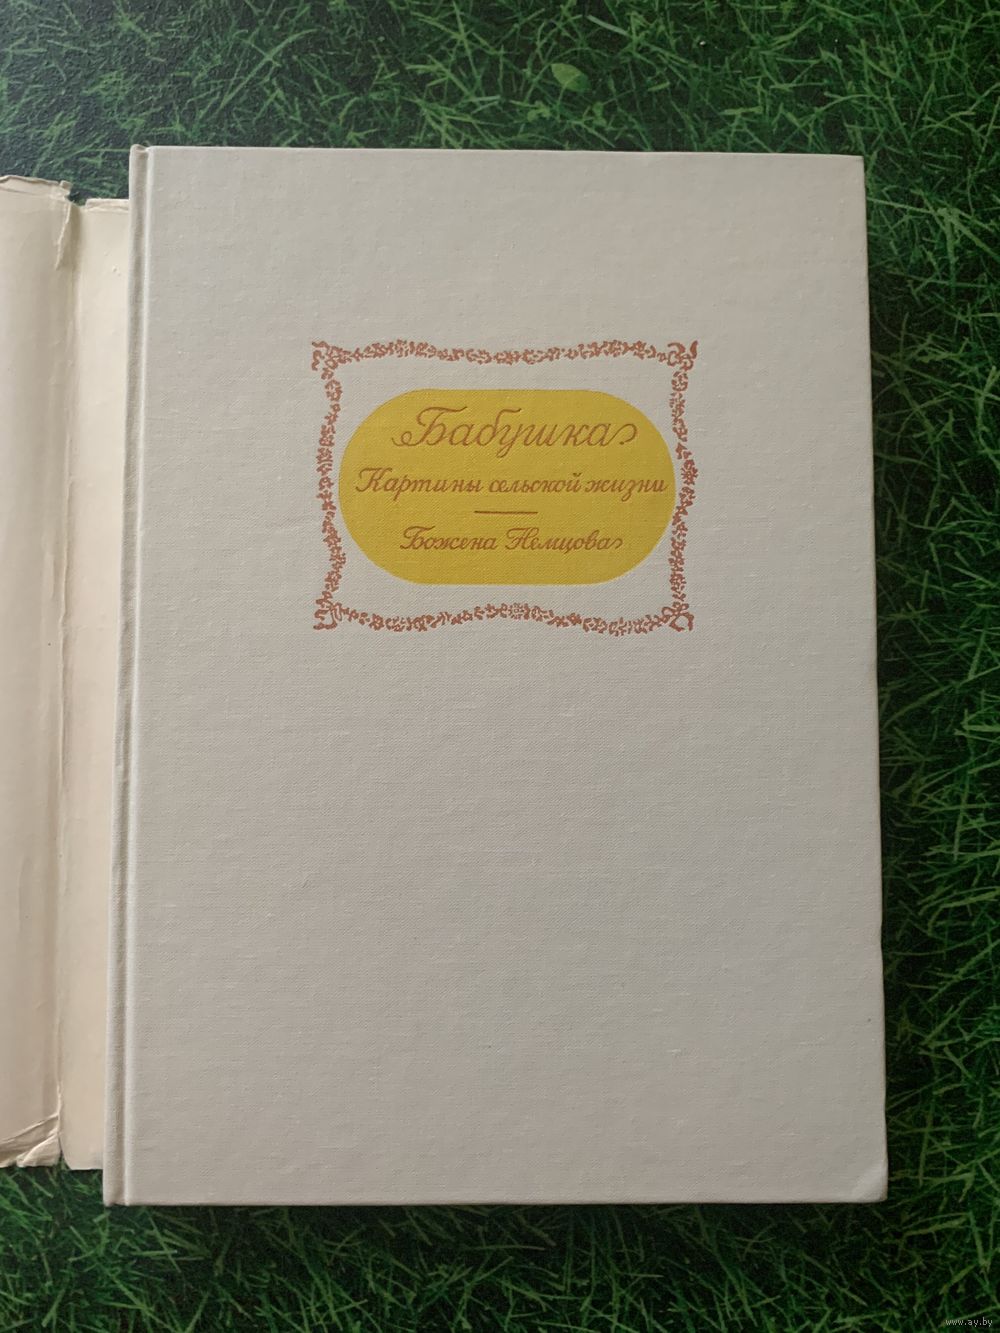 Бабушка
Картины сельской жизни
Божена Немцова
www.ay.by